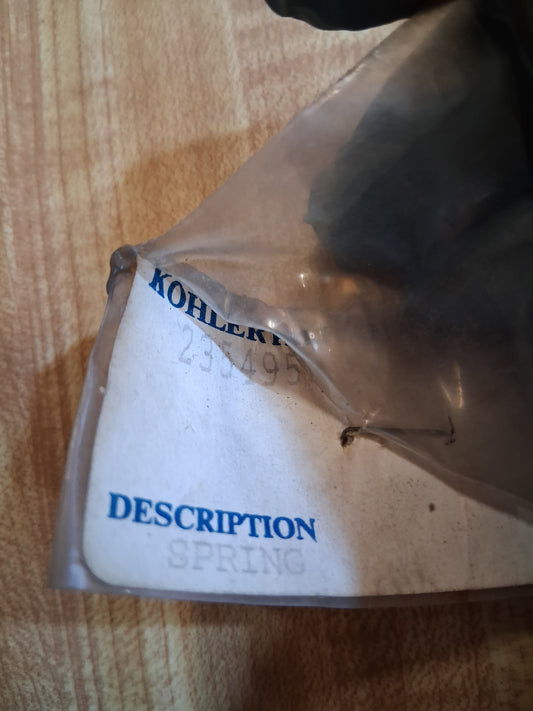 KOHLER
235495
DESCRIPTION
SPRING